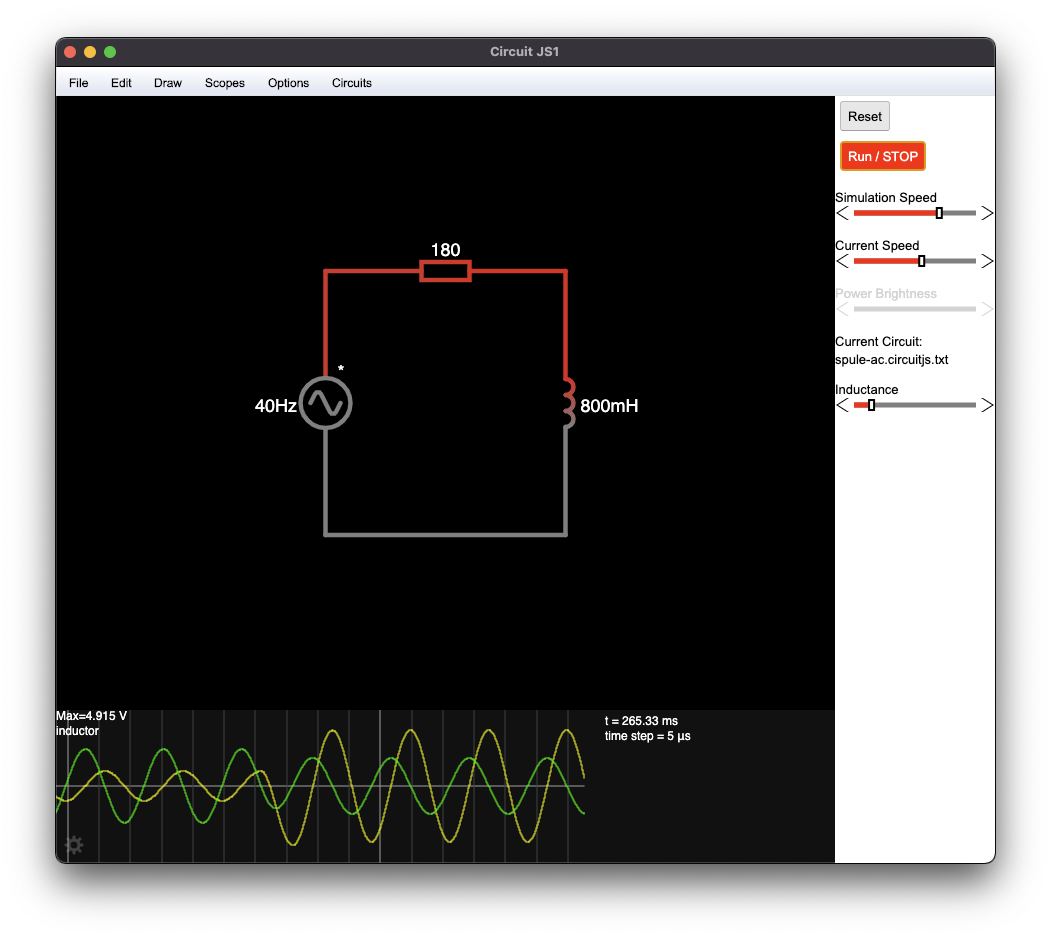 Circuit JS1
File Edit Draw Scopes Options Circuits
Reset
Run / STOP
Simulation Speed
Current Speed
Power Brightness
Current Circuit:
spule-ac.circuitjs.txt
Inductance
180
*
40Hz
800mH
Max=4.915 V
inductor
t = 265.33 ms
time step = 5 µs